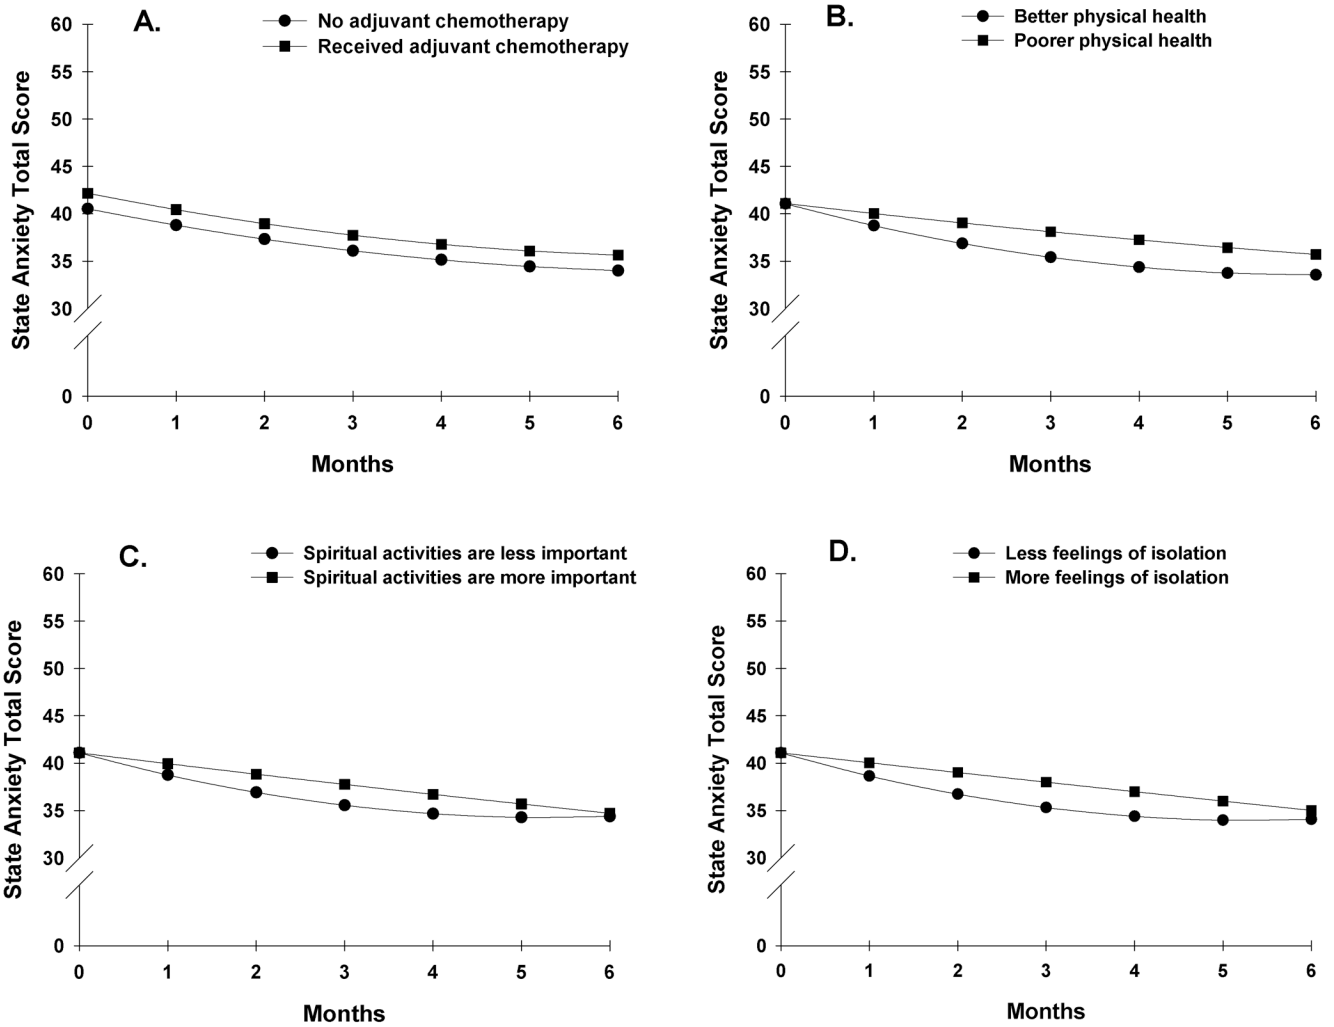 A.
No adjuvant chemotherapy
Received adjuvant chemotherapy
State Anxiety Total Score
60
55
50
45
40
35
30
0
0 1 2 3 4 5 6
Months
B.
Better physical health
Poorer physical health
State Anxiety Total Score
60
55
50
45
40
35
30
0
0 1 2 3 4 5 6
Months
C.
Spiritual activities are less important
Spiritual activities are more important
State Anxiety Total Score
60
55
50
45
40
35
30
0
0 1 2 3 4 5 6
Months
D.
Less feelings of isolation
More feelings of isolation
State Anxiety Total Score
60
55
50
45
40
35
30
0
0 1 2 3 4 5 6
Months